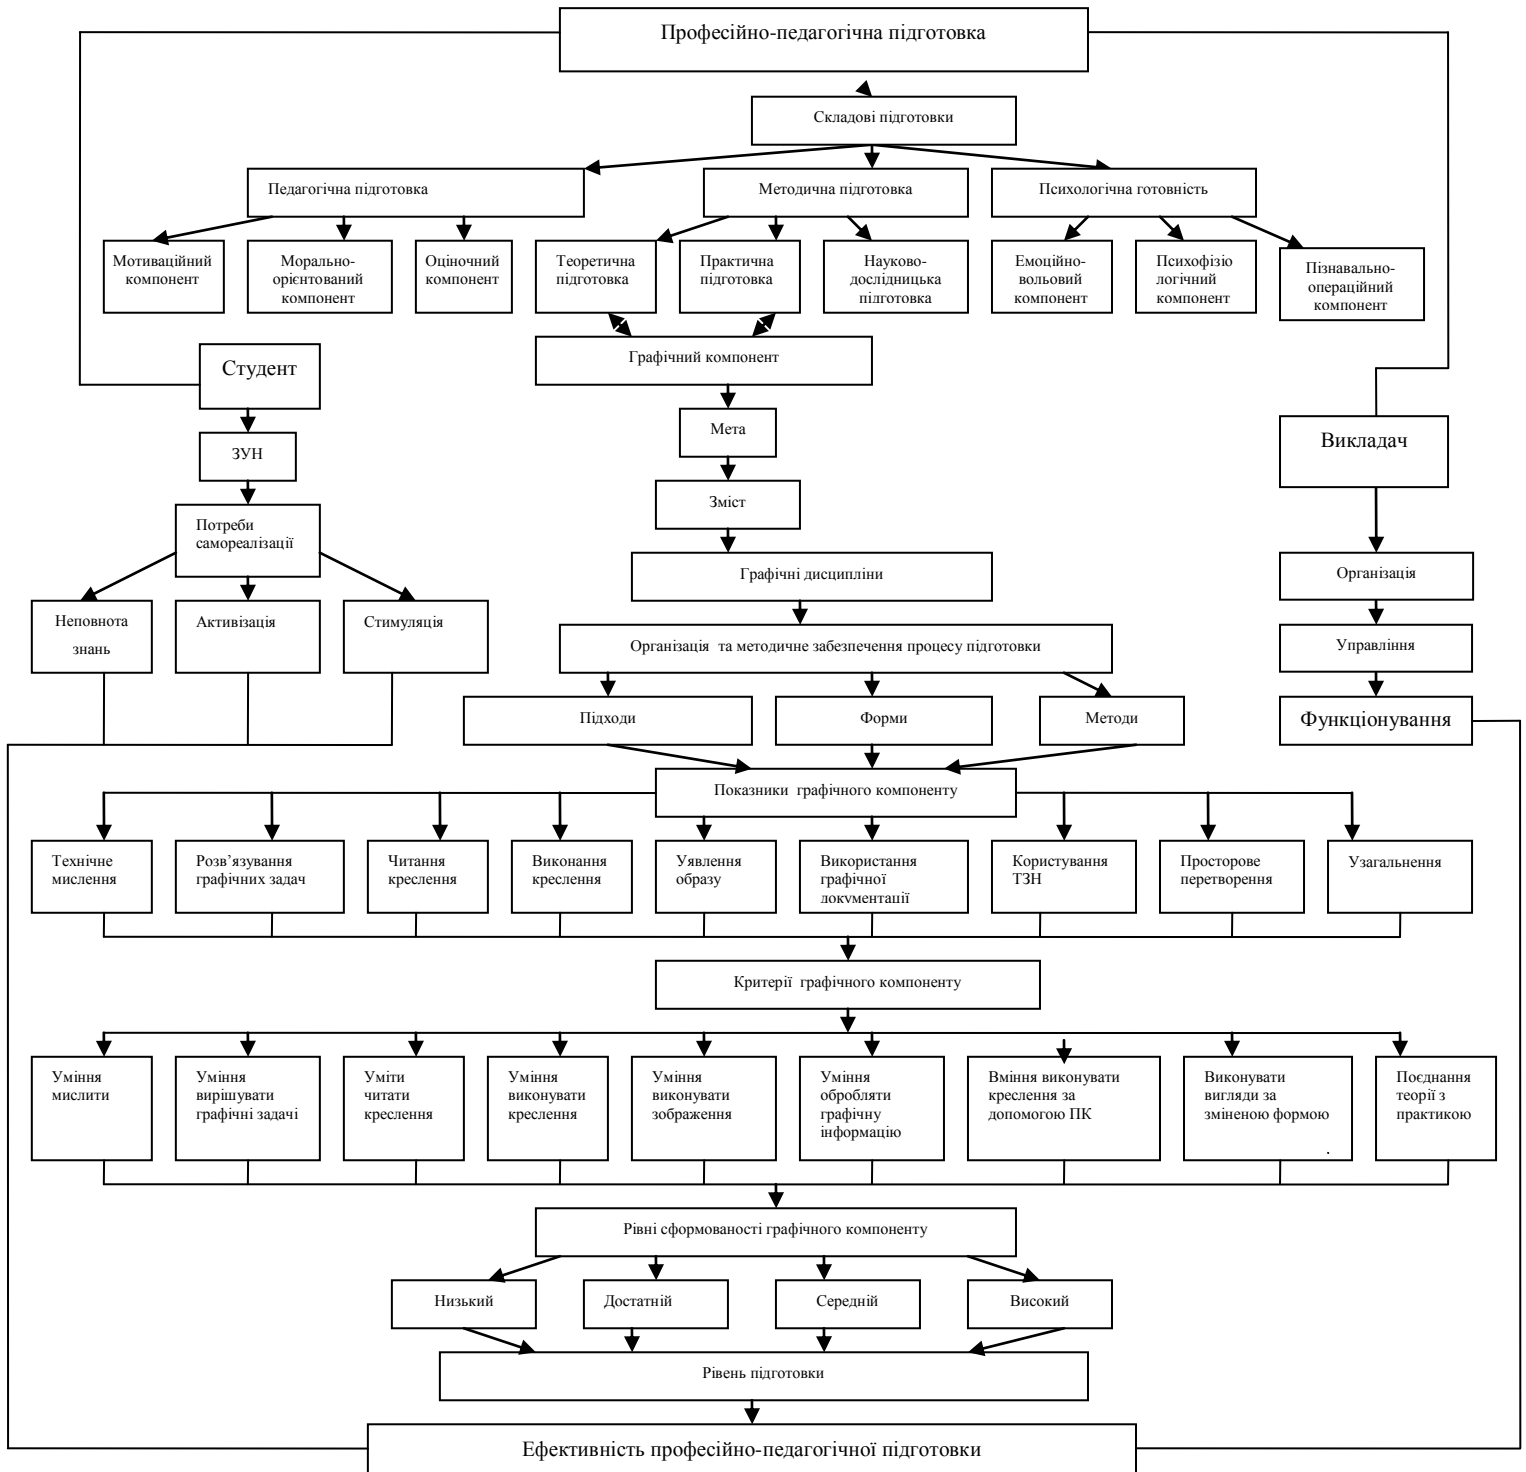 Професійно-педагогічна підготовка
Складові підготовки
Педагогічна підготовка
Методична підготовка
Психологічна готовність
Мотиваційний
компонент
Морально-
орієнтований
компонент
Оціночний
компонент
Теоретична
підготовка
Практична
підготовка
Науково-
дослідницька
підготовка
Емоційно-
вольовий
компонент
Психофізіо
логічний
компонент
Пізнавально-
операційний
компонент
Графічний компонент
Студент
Мета
Викладач
ЗУН
Зміст
Потреби
самореалізації
Графічні дисципліни
Організація
Неповнота
знань
Активізація
Стимуляція
Організація та методичне забезпечення процесу підготовки
Управління
Підходи
Форми
Методи
Функціонування
Показники графічного компоненту
Технічне
мислення
Розв’язування
графічних задач
Читання
креслення
Виконання
креслення
Уявлення
образу
Використання
графічної
документації
Користування
ТЗН
Просторове
перетворення
Узагальнення
Критерії графічного компоненту
Уміння
мислити
Уміння
вирішувати
графічні задачі
Уміти
читати
креслення
Уміння
виконувати
креслення
Уміння
виконувати
зображення
Уміння
обробляти
графічну
інформацію
Вміння виконувати
креслення за
допомогою ПК
Виконувати
вигляди за
зміненою формою
.
Поєднання
теорії з
практикою
Рівні сформованості графічного компоненту
Низький
Достатній
Середній
Високий
Рівень підготовки
Ефективність професійно-педагогічної підготовки